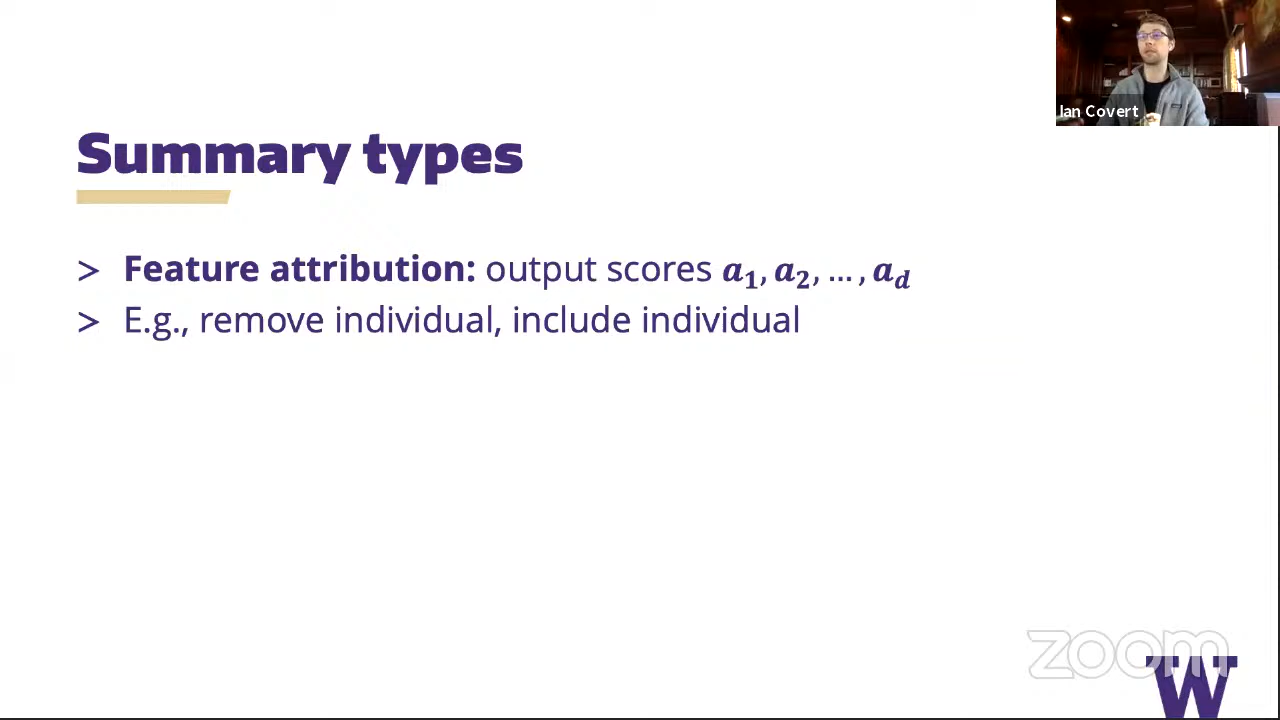 Ian Covert
Summary types
> Feature attribution: output scores a₁, a₂, … , a_d
> E.g., remove individual, include individual
zoom
W